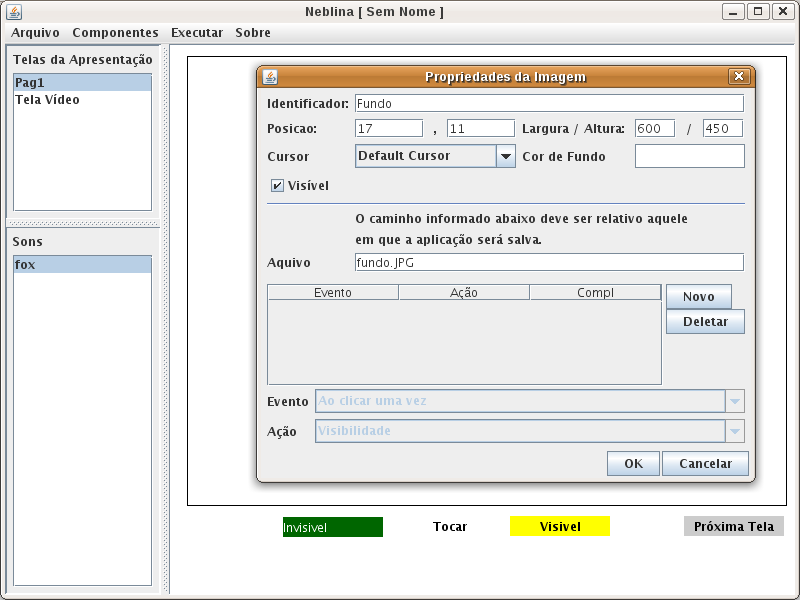 Neblina [ Sem Nome ]
Arquivo Componentes Executar Sobre
Telas da Apresentação
Pag1
Tela Vídeo
Sons
fox
Propriedades da Imagem
Identificador: Fundo
Posicao: 17 , 11 Largura / Altura: 600 / 450
Cursor Default Cursor Cor de Fundo
Visível
O caminho informado abaixo deve ser relativo aquele
em que a aplicação será salva.
Aquivo fundo.JPG
Evento Ação Compl
Novo
Deletar
Evento Ao clicar uma vez
Ação Visibilidade
OK Cancelar
Invisivel Tocar Visivel Próxima Tela